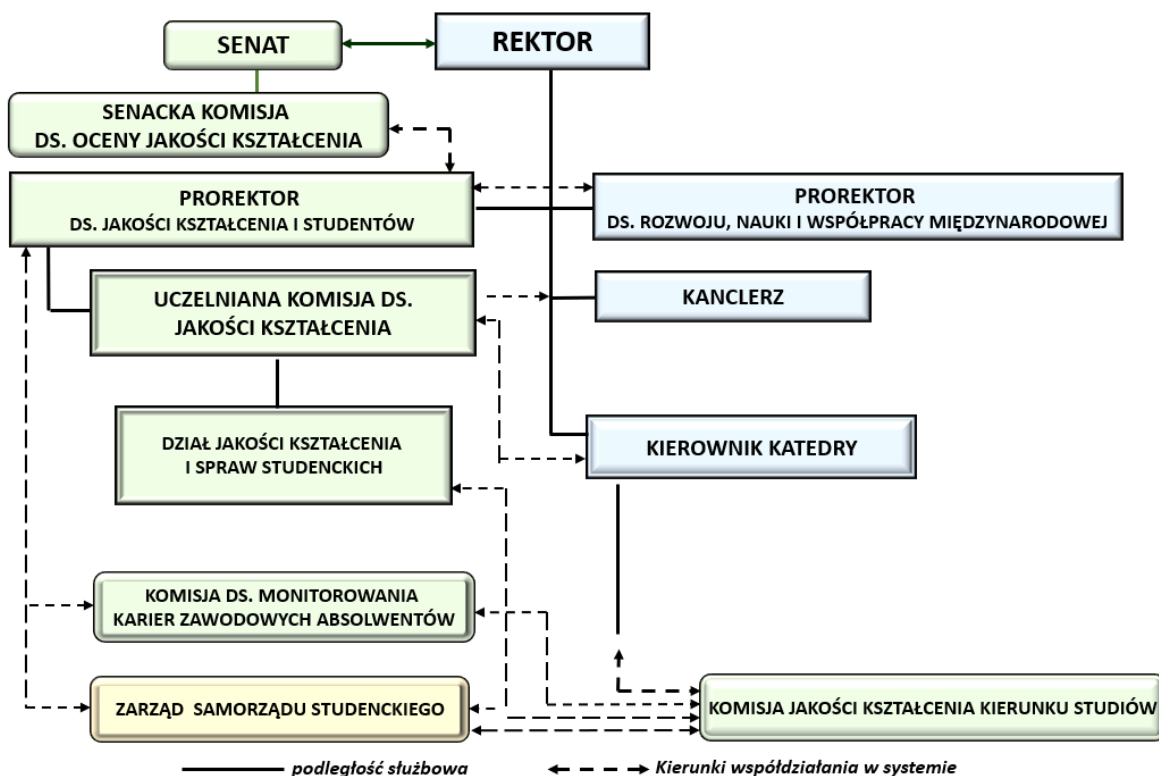 SENAT
REKTOR
SENACKA KOMISJA
DS. OCENY JAKOŚCI KSZTAŁCENIA
PROREKTOR
DS. JAKOŚCI KSZTAŁCENIA I STUDENTÓW
PROREKTOR
DS. ROZWOJU, NAUKI I WSPÓŁPRACY MIĘDZYNARODOWEJ
UCZELNIANA KOMISJA DS.
JAKOŚCI KSZTAŁCENIA
KANCLERZ
DZIAŁ JAKOŚCI KSZTAŁCENIA
I SPRAW STUDENCKICH
KIEROWNIK KATEDRY
KOMISJA DS. MONITOROWANIA
KARIER ZAWODOWYCH ABSOLWENTÓW
ZARZĄD SAMORZĄDU STUDENCKIEGO
KOMISJA JAKOŚCI KSZTAŁCENIA KIERUNKU STUDIÓW
podległość służbowa
Kierunki współdziałania w systemie